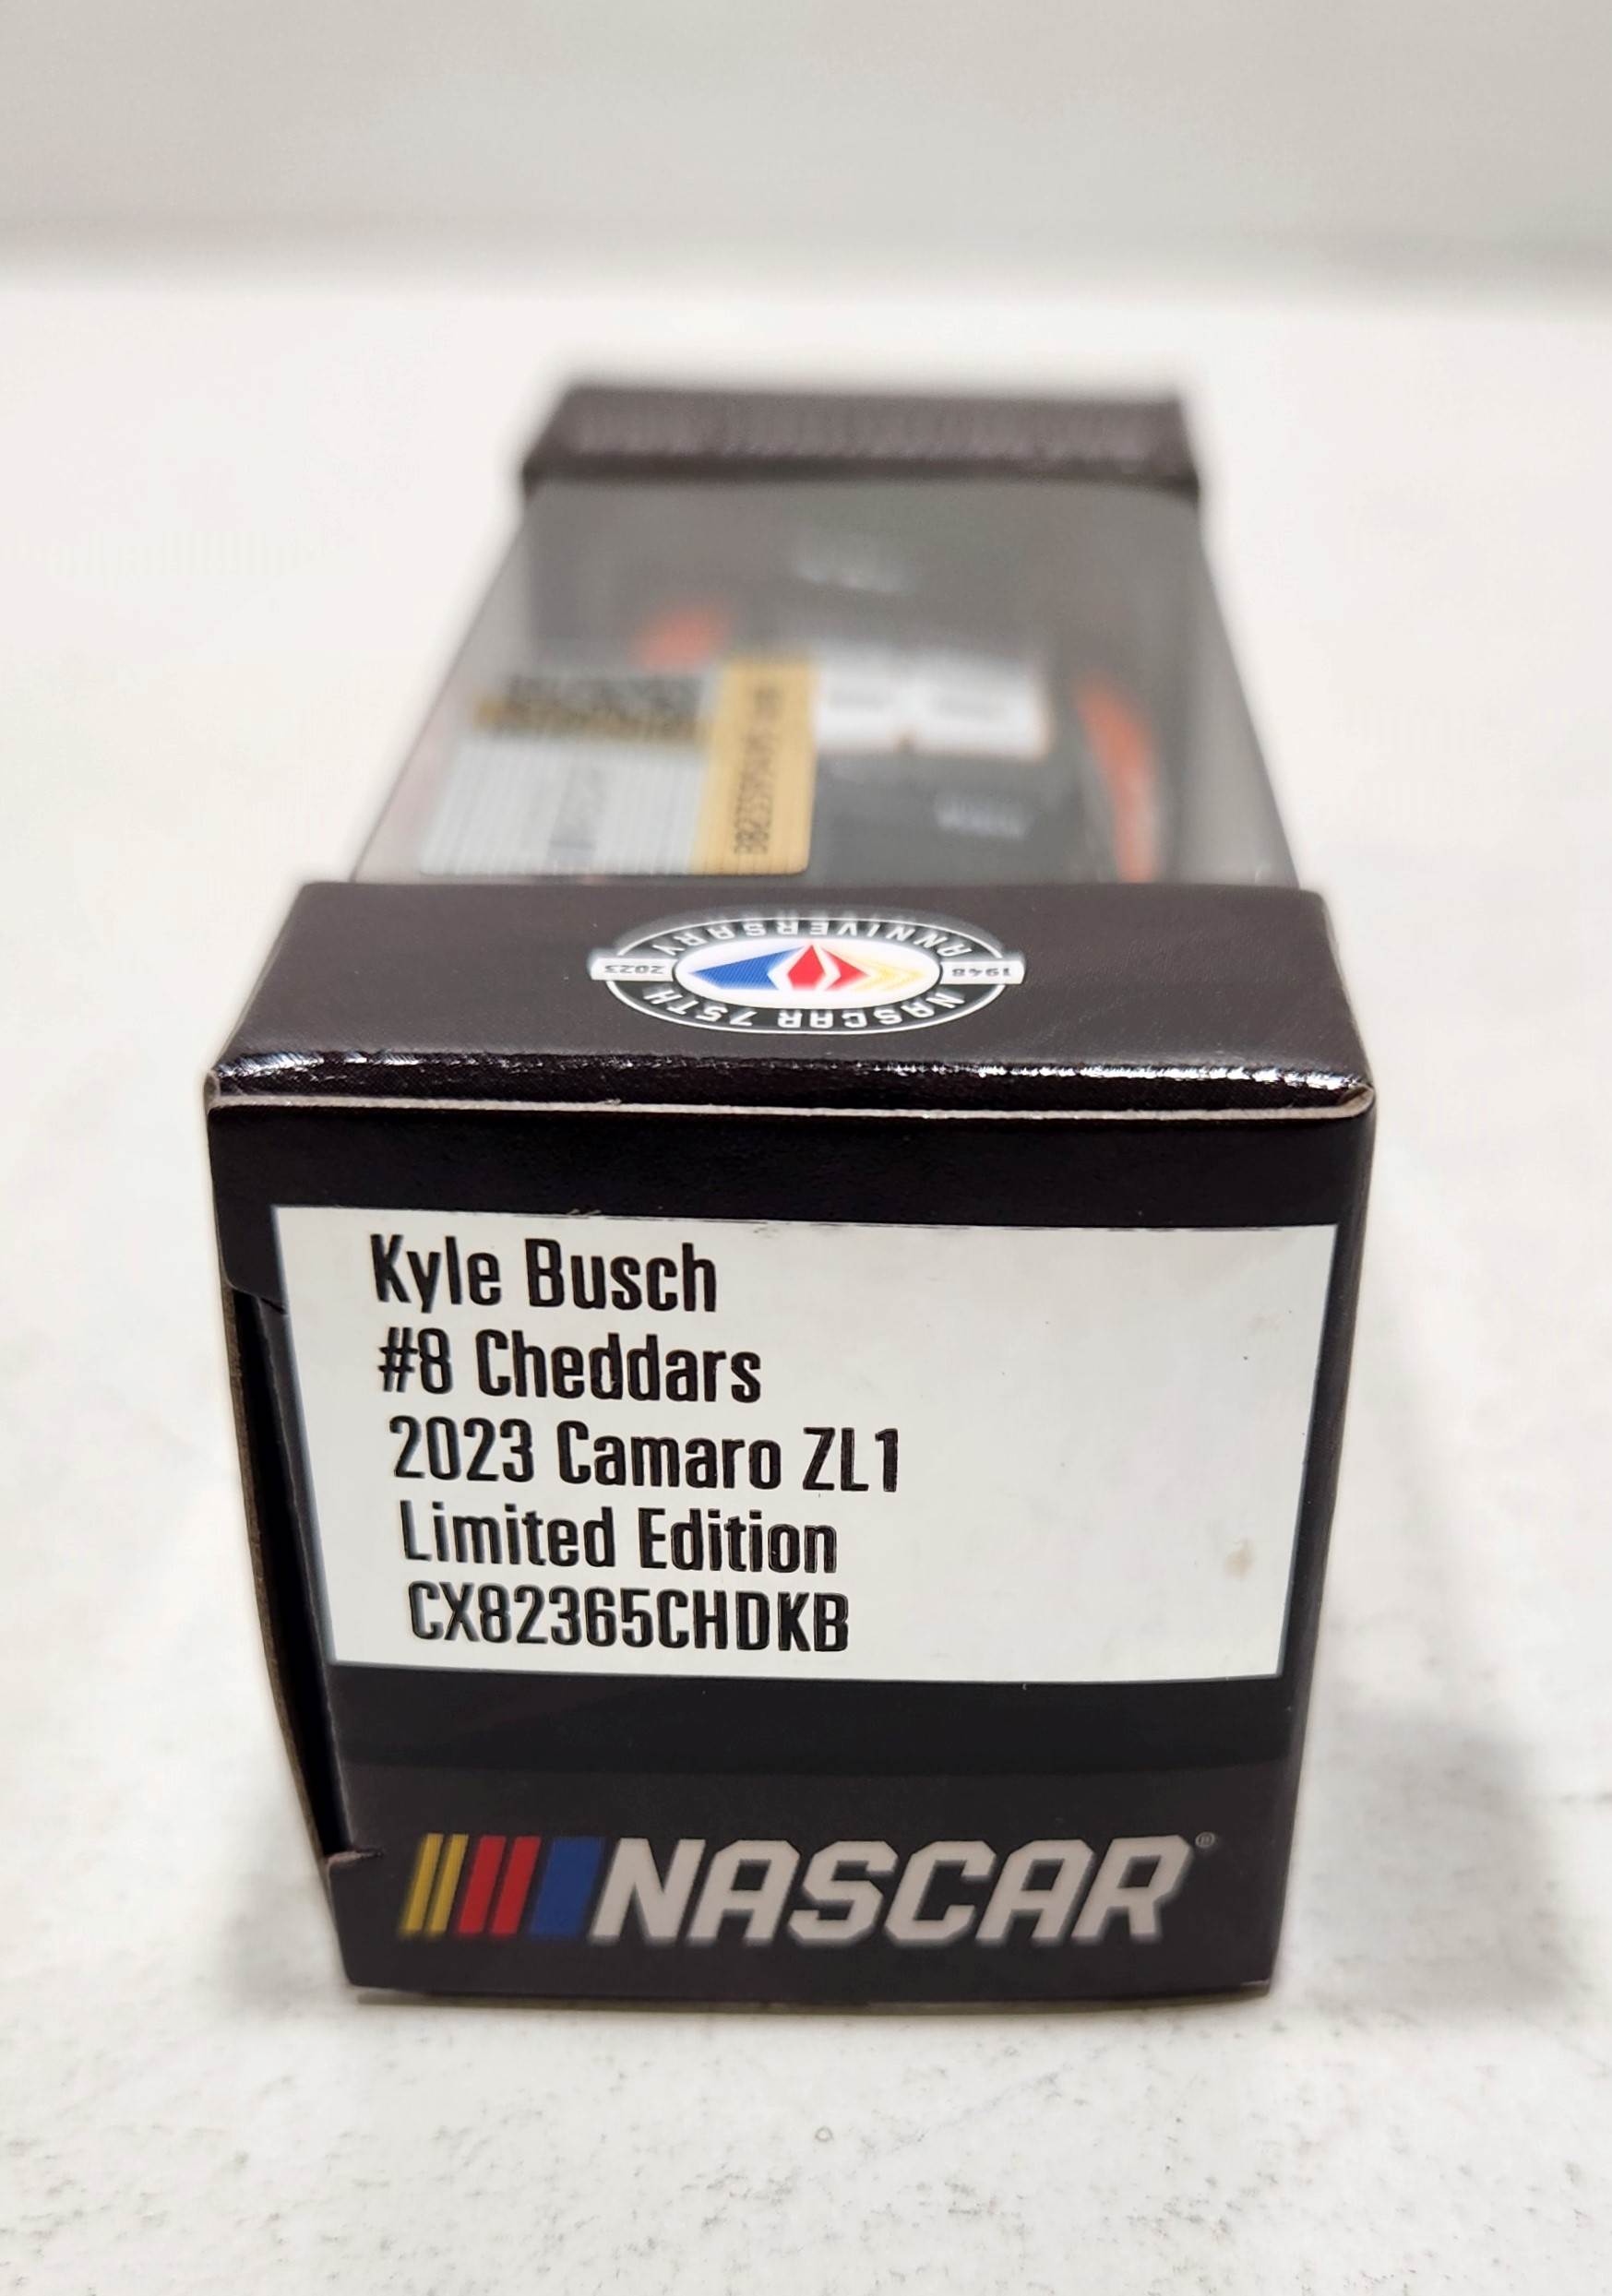 NASCAR 75TH
ANNIVERSARY
1948
2023
Kyle Busch
#8 Cheddars
2023 Camaro ZL1
Limited Edition
CX82365CHDKB
NASCAR®